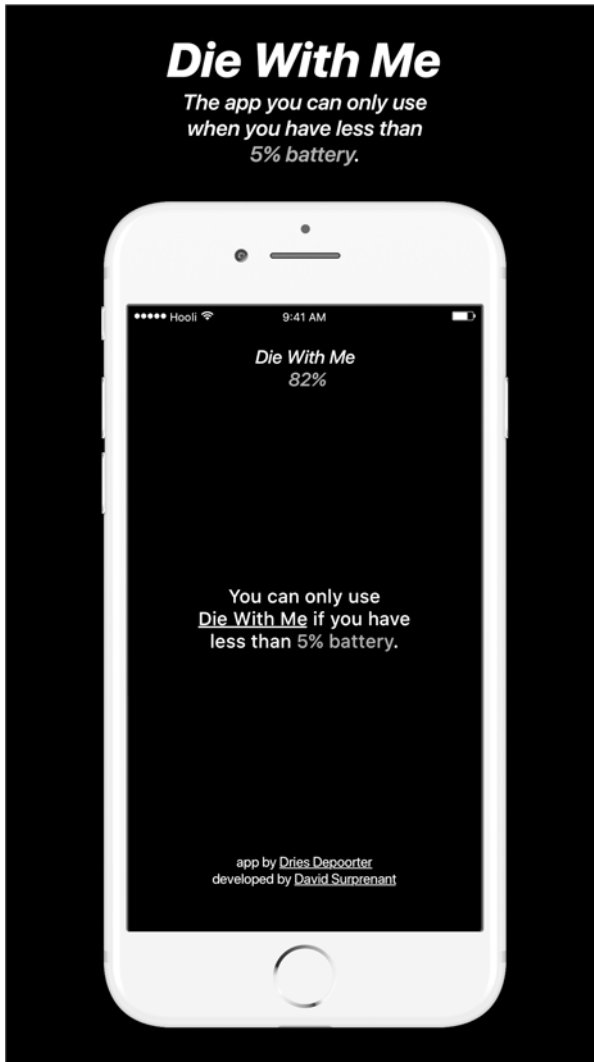 Die With Me
The app you can only use
when you have less than
5% battery.
Hooli 9:41 AM
Die With Me
82%
You can only use
Die With Me if you have
less than 5% battery.
app by Dries Depoorter
developed by David Surprenant